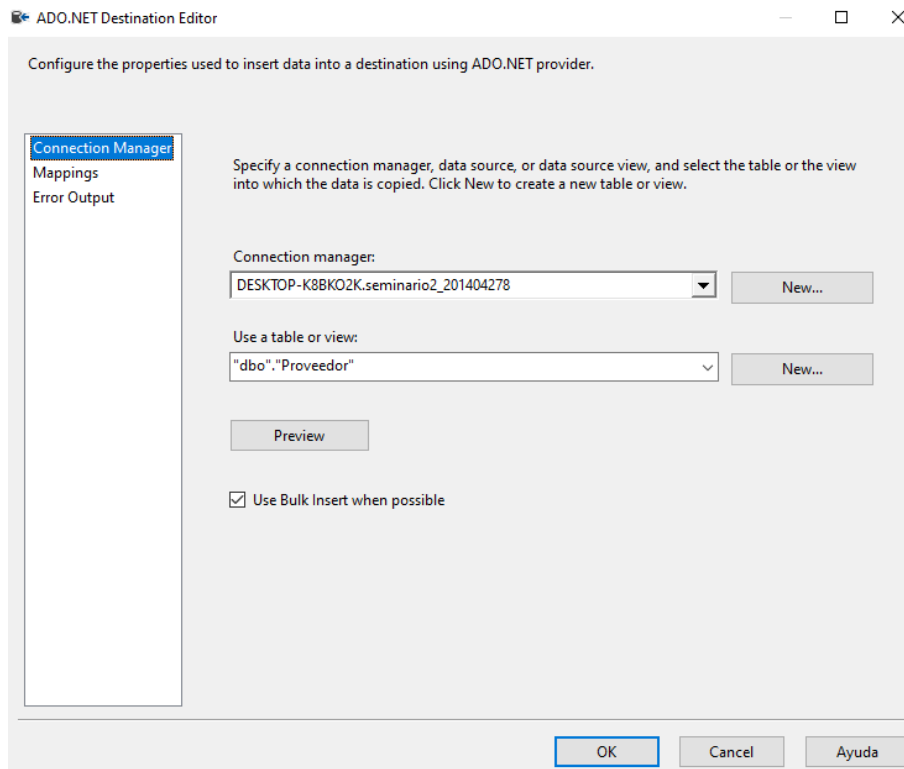 ADO.NET Destination Editor
Configure the properties used to insert data into a destination using ADO.NET provider.
Connection Manager
Mappings
Error Output
Specify a connection manager, data source, or data source view, and select the table or the view
into which the data is copied. Click New to create a new table or view.
Connection manager:
DESKTOP-K8BKO2K.seminario2_201404278
New...
Use a table or view:
"dbo"."Proveedor"
New...
Preview
Use Bulk Insert when possible
OK
Cancel
Ayuda